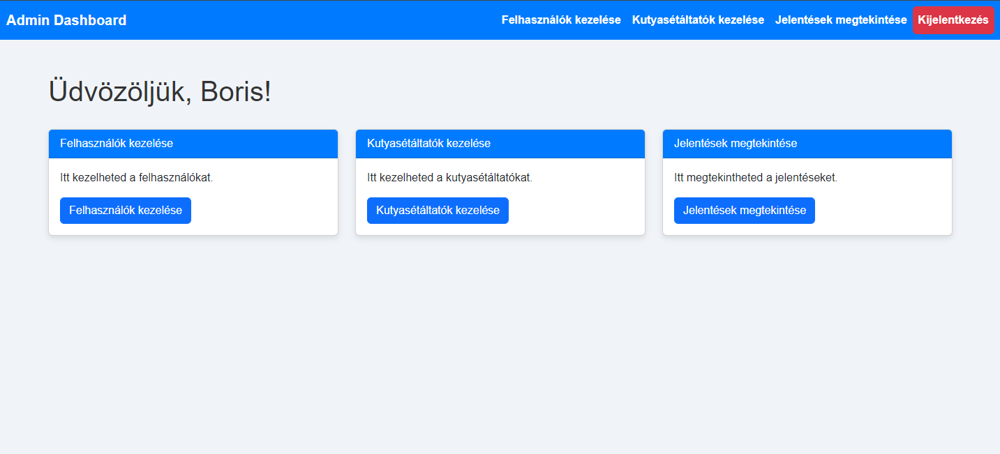 Admin Dashboard
Felhasználók kezelése
Kutyasétáltatók kezelése
Jelentések megtekintése
Kijelentkezés
Üdvözöljük, Boris!
Felhasználók kezelése
Itt kezelheted a felhasználókat.
Felhasználók kezelése
Kutyasétáltatók kezelése
Itt kezelheted a kutyasétáltatókat.
Kutyasétáltatók kezelése
Jelentések megtekintése
Itt megtekintheted a jelentéseket.
Jelentések megtekintése